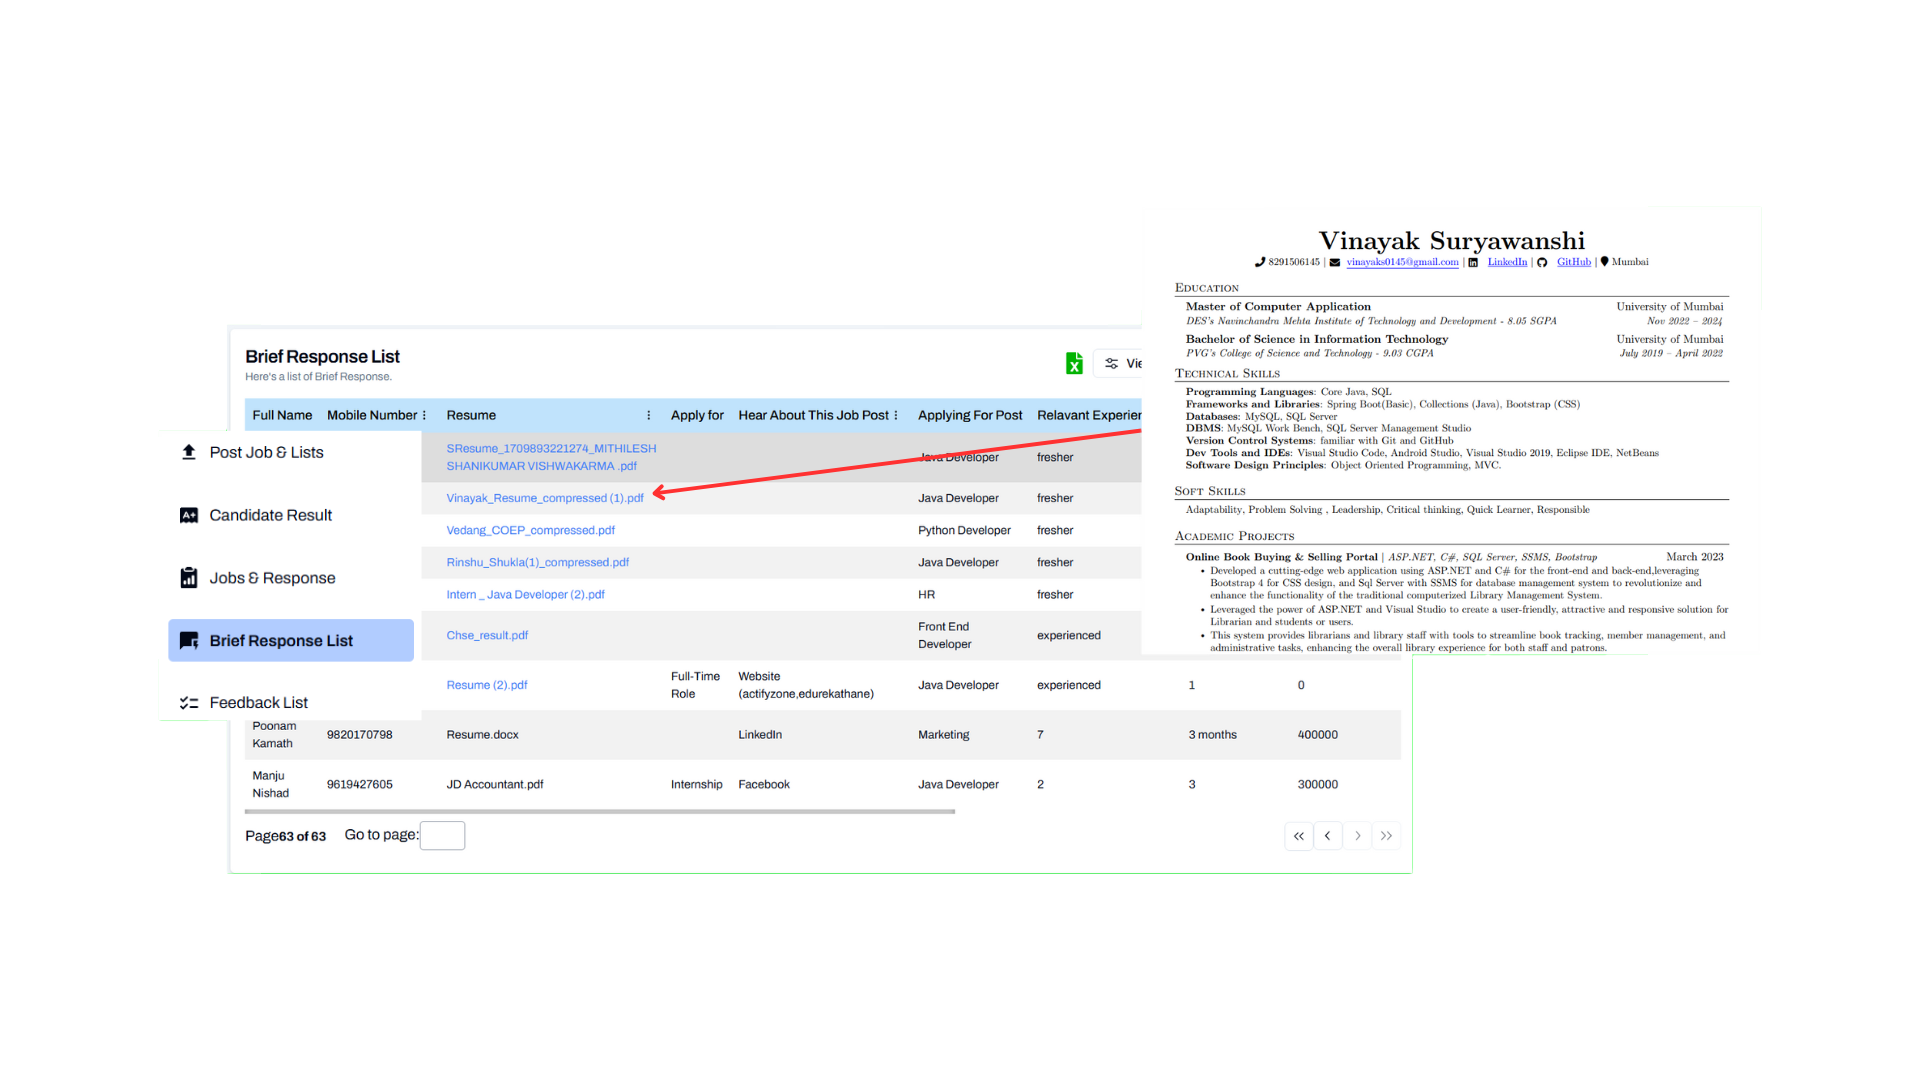 Vinayak Suryawanshi
8291506145 | vinayaks0145@gmail.com | LinkedIn | GitHub | Mumbai
Education
Master of Computer Application University of Mumbai
DES's Navinchandra Mehta Institute of Technology and Development - 8.05 SGPA Nov 2022 – 2024
Bachelor of Science in Information Technology University of Mumbai
PVG's College of Science and Technology - 9.03 CGPA July 2019 – April 2022
Technical Skills
Programming Languages: Core Java, SQL
Frameworks and Libraries: Spring Boot(Basic), Collections (Java), Bootstrap (CSS)
Databases: MySQL, SQL Server
DBMS: MySQL Work Bench, SQL Server Management Studio
Version Control Systems: familiar with Git and GitHub
Dev Tools and IDEs: Visual Studio Code, Android Studio, Visual Studio 2019, Eclipse IDE, NetBeans
Software Design Principles: Object Oriented Programming, MVC.
Soft Skills
Adaptability, Problem Solving , Leadership, Critical thinking, Quick Learner, Responsible
Academic Projects
Online Book Buying & Selling Portal | ASP.NET, C#, SQL Server, SSMS, Bootstrap March 2023
• Developed a cutting-edge web application using ASP.NET and C# for the front-end and back-end,leveraging
Bootstrap 4 for CSS design, and Sql Server with SSMS for database management system to revolutionize and
enhance the functionality of the traditional computerized Library Management System.
• Leveraged the power of ASP.NET and Visual Studio to create a user-friendly, attractive and responsive solution for
Librarian and students or users.
• This system provides librarians and library staff with tools to streamline book tracking, member management, and
administrative tasks, enhancing the overall library experience for both staff and patrons.
Brief Response List
Here's a list of Brief Response.
Vie
Full Name Mobile Number Resume Apply for Hear About This Job Post Applying For Post Relavant Experien
Post Job & Lists
Candidate Result
Jobs & Response
Brief Response List
Feedback List
SResume_1709893221274_MITHILESH
SHANIKUMAR VISHWAKARMA .pdf Java Developer fresher
Vinayak_Resume_compressed (1).pdf Java Developer fresher
Vedang_COEP_compressed.pdf Python Developer fresher
Rinshu_Shukla(1)_compressed.pdf Java Developer fresher
Intern _ Java Developer (2).pdf HR fresher
Chse_result.pdf Front End Developer experienced
Resume (2).pdf Full-Time Role Website (actifyzone,edurekathane) Java Developer experienced 1 0
Poonam Kamath 9820170798 Resume.docx LinkedIn Marketing 7 3 months 400000
Manju Nishad 9619427605 JD Accountant.pdf Internship Facebook Java Developer 2 3 300000
Page63 of 63 Go to page: